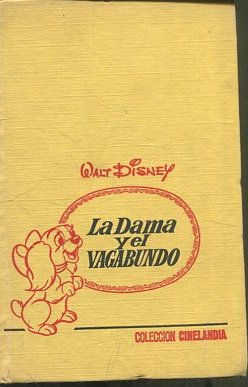 WALT DISNEY
La Dama
y el
VAGABUNDO
COLECCION CINELANDIA